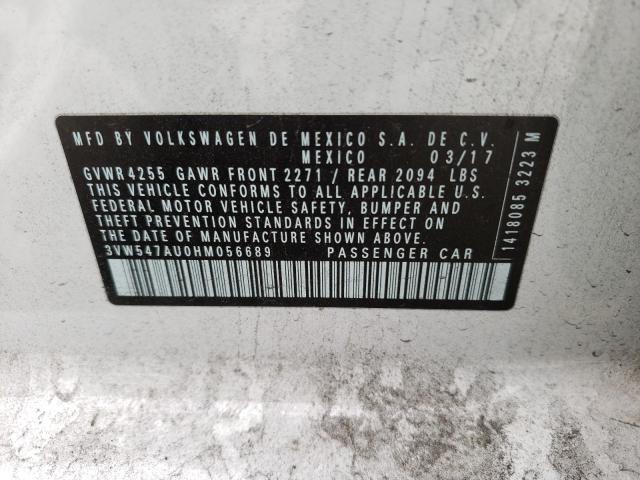 MFD BY VOLKSWAGEN DE MEXICO S.A. DE C.V.
MEXICO 03/17
GVWR 4255 GAWR FRONT 2271 / REAR 2094 LBS
THIS VEHICLE CONFORMS TO ALL APPLICABLE U.S.
FEDERAL MOTOR VEHICLE SAFETY, BUMPER AND
THEFT PREVENTION STANDARDS IN EFFECT ON
THE DATE OF MANUFACTURE SHOWN ABOVE.
3VW547AU0HM056689 PASSENGER CAR
1418085 3223 M